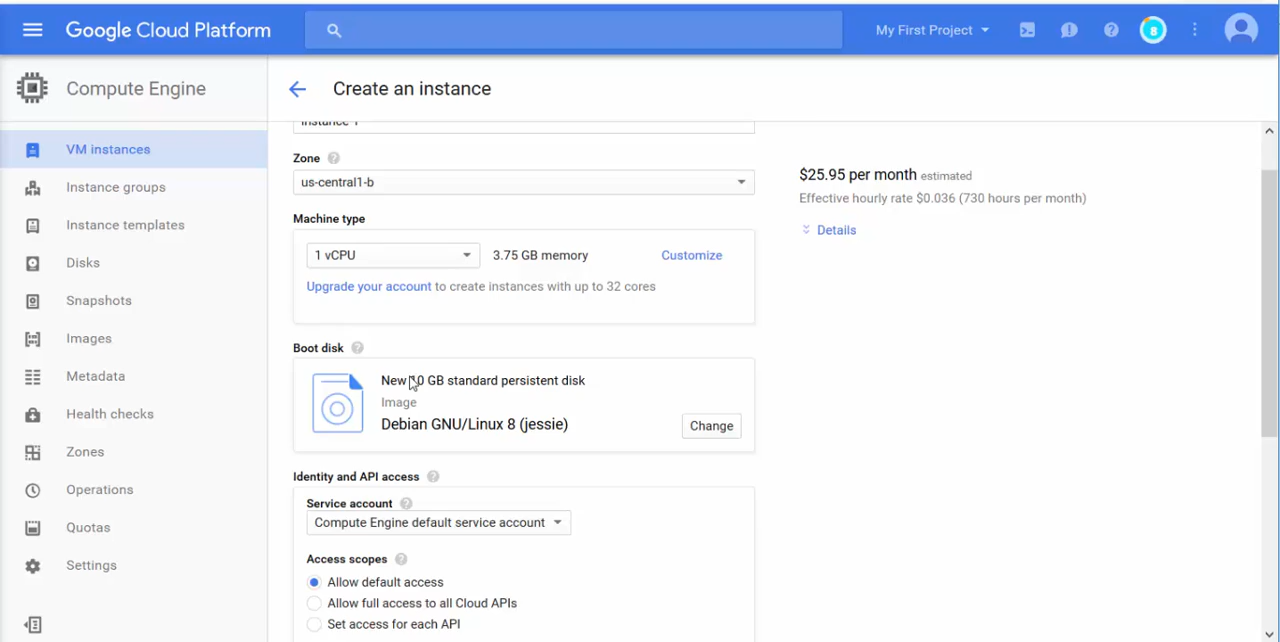 Google Cloud Platform
My First Project
8
Compute Engine
Create an instance
VM instances
Instance groups
Instance templates
Disks
Snapshots
Images
Metadata
Health checks
Zones
Operations
Quotas
Settings
Zone
us-central1-b
Machine type
1 vCPU
3.75 GB memory
Customize
Upgrade your account to create instances with up to 32 cores
Boot disk
New 10 GB standard persistent disk
Image
Debian GNU/Linux 8 (jessie)
Change
Identity and API access
Service account
Compute Engine default service account
Access scopes
Allow default access
Allow full access to all Cloud APIs
Set access for each API
$25.95 per month estimated
Effective hourly rate $0.036 (730 hours per month)
Details